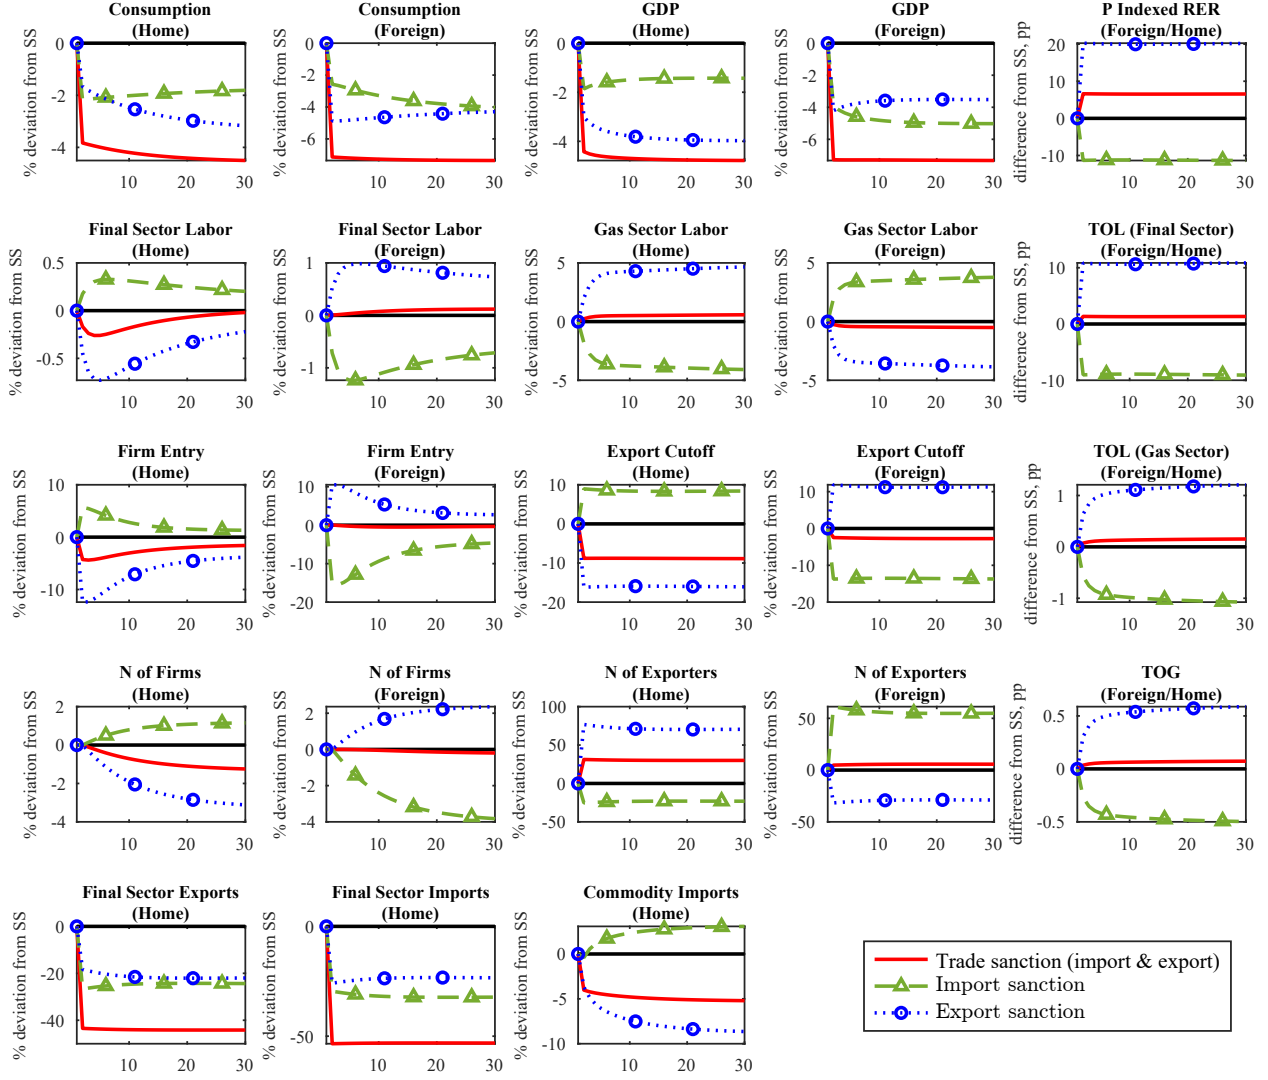 Consumption
(Home)
% deviation from SS
0
-2
-4
10 20 30
Consumption
(Foreign)
% deviation from SS
0
-2
-4
-6
10 20 30
GDP
(Home)
% deviation from SS
0
-2
-4
10 20 30
GDP
(Foreign)
% deviation from SS
0
-2
-4
-6
10 20 30
P Indexed RER
(Foreign/Home)
difference from SS, pp
20
10
0
-10
10 20 30
Final Sector Labor
(Home)
% deviation from SS
0.5
0
-0.5
10 20 30
Final Sector Labor
(Foreign)
% deviation from SS
1
0
-1
10 20 30
Gas Sector Labor
(Home)
% deviation from SS
5
0
-5
10 20 30
Gas Sector Labor
(Foreign)
% deviation from SS
5
0
-5
10 20 30
TOL (Final Sector)
(Foreign/Home)
difference from SS, pp
10
0
-10
10 20 30
Firm Entry
(Home)
% deviation from SS
10
0
-10
10 20 30
Firm Entry
(Foreign)
% deviation from SS
10
0
-10
-20
10 20 30
Export Cutoff
(Home)
% deviation from SS
10
0
-10
-20
10 20 30
Export Cutoff
(Foreign)
% deviation from SS
10
0
-10
-20
10 20 30
TOL (Gas Sector)
(Foreign/Home)
difference from SS, pp
1
0
-1
10 20 30
N of Firms
(Home)
% deviation from SS
2
0
-2
-4
10 20 30
N of Firms
(Foreign)
% deviation from SS
2
0
-2
-4
10 20 30
N of Exporters
(Home)
% deviation from SS
100
50
0
-50
10 20 30
N of Exporters
(Foreign)
% deviation from SS
50
0
-50
10 20 30
TOG
(Foreign/Home)
difference from SS, pp
0.5
0
-0.5
10 20 30
Final Sector Exports
(Home)
% deviation from SS
0
-20
-40
10 20 30
Final Sector Imports
(Home)
% deviation from SS
0
-50
10 20 30
Commodity Imports
(Home)
% deviation from SS
0
-5
-10
10 20 30
Trade sanction (import & export)
Import sanction
Export sanction